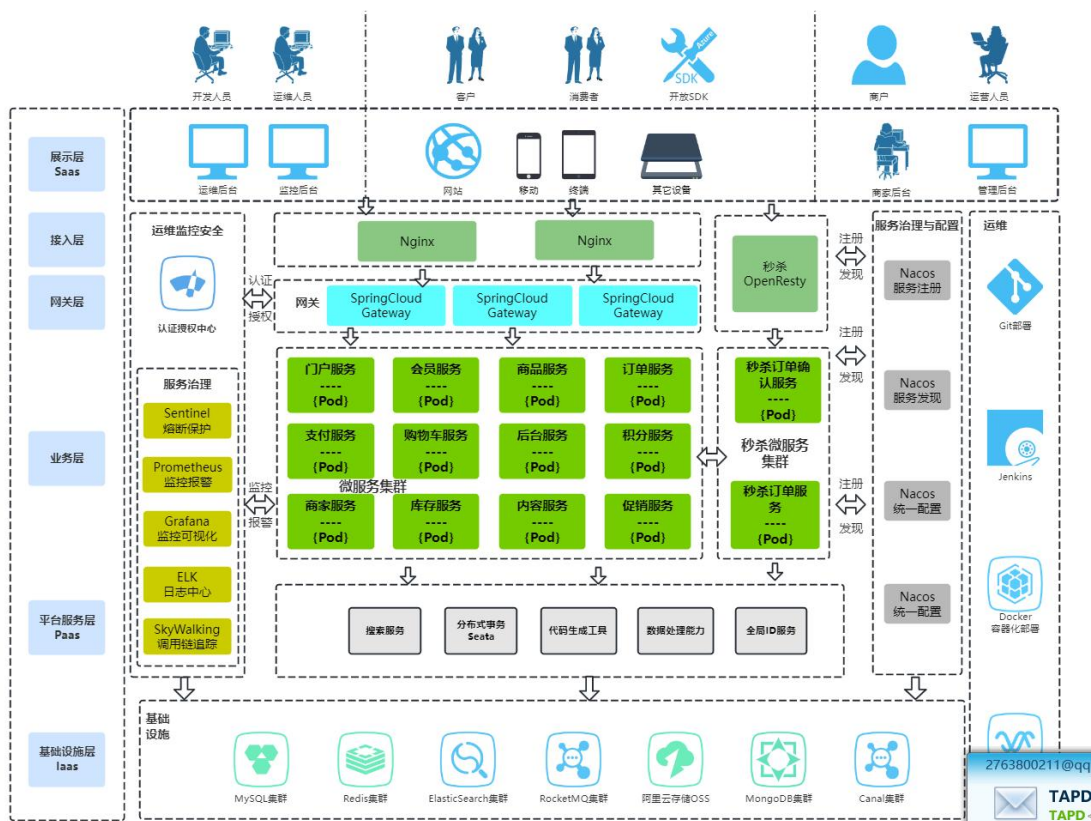 开发人员
运维人员
客户
消费者
Azure
SDK
开放SDK
商户
运营人员
展示层
Saas
运维后台
监控后台
网站
移动
终端
其它设备
商家后台
管理后台
接入层
网关层
业务层
平台服务层
Paas
基础设施层
Iaas
运维监控安全
认证授权中心
认证
授权
服务治理
Sentinel
熔断保护
Prometheus
监控报警
Grafana
监控可视化
ELK
日志中心
SkyWalking
调用链追踪
监控
报警
Nginx
Nginx
网关
SpringCloud
Gateway
SpringCloud
Gateway
SpringCloud
Gateway
秒杀
OpenResty
门户服务
----
{Pod}
会员服务
----
{Pod}
商品服务
----
{Pod}
订单服务
----
{Pod}
支付服务
----
{Pod}
购物车服务
----
{Pod}
后台服务
----
{Pod}
积分服务
----
{Pod}
微服务集群
商家服务
----
{Pod}
库存服务
----
{Pod}
内容服务
----
{Pod}
促销服务
----
{Pod}
秒杀订单确
认服务
----
{Pod}
秒杀微服务
集群
秒杀订单服
务
----
{Pod}
注册
发现
注册
发现
注册
发现
服务治理与配置
Nacos
服务注册
Nacos
服务发现
Nacos
统一配置
Nacos
统一配置
运维
Git部署
Jenkins
Docker
容器化部署
搜索服务
分布式事务
Seata
代码生成工具
数据处理能力
全局ID服务
基础
设施
MySQL集群
Redis集群
ElasticSearch集群
RocketMQ集群
阿里云存储OSS
MongoDB集群
Canal集群
2763800211@qq
TAPD
TAPD